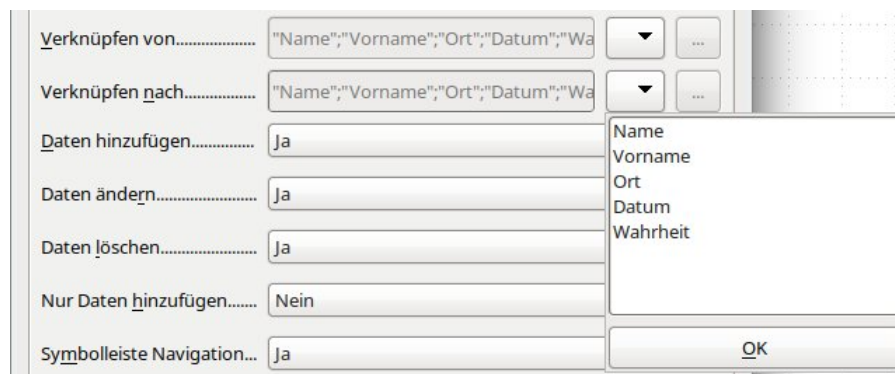 Verknüpfen von................... "Name";"Vorname";"Ort";"Datum";"Wa ...
Verknüpfen nach................. "Name";"Vorname";"Ort";"Datum";"Wa ...
Daten hinzufügen............... Ja
Daten ändern........................ Ja
Daten löschen....................... Ja
Nur Daten hinzufügen....... Nein
Symbolleiste Navigation... Ja
Name
Vorname
Ort
Datum
Wahrheit
OK